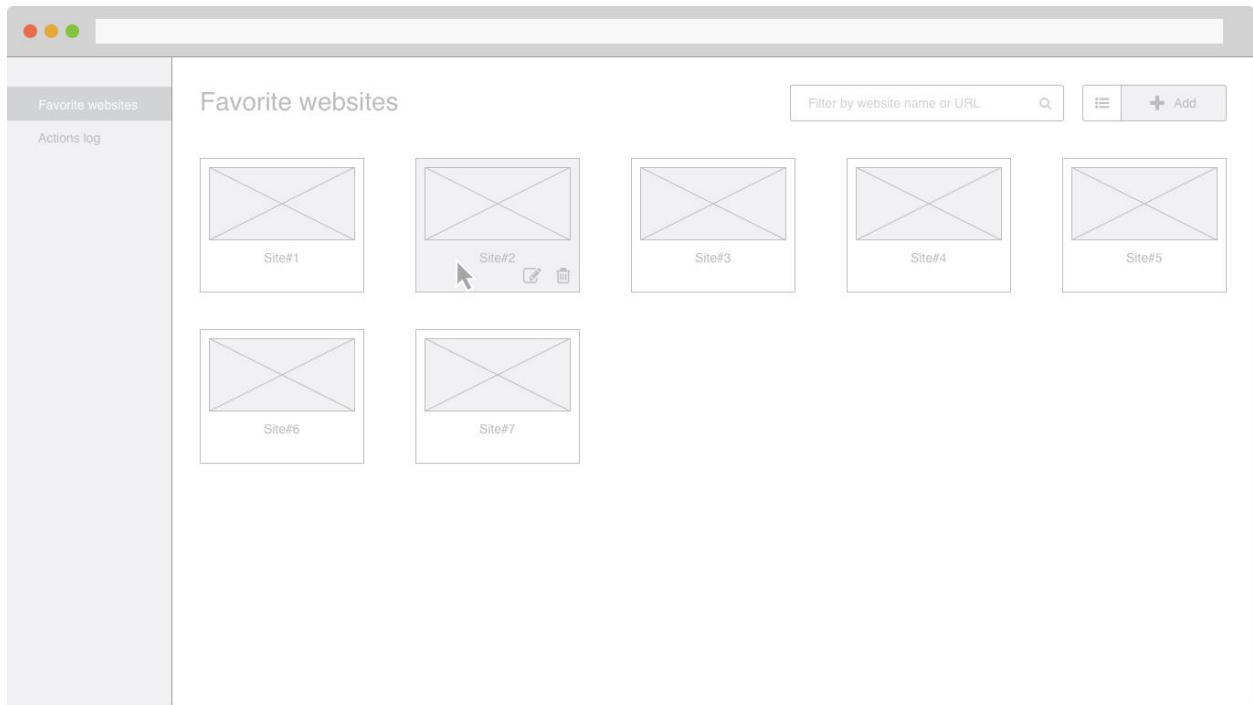 Favorite websites
Actions log
Favorite websites
Filter by website name or URL
Add
Site#1
Site#2
Site#3
Site#4
Site#5
Site#6
Site#7